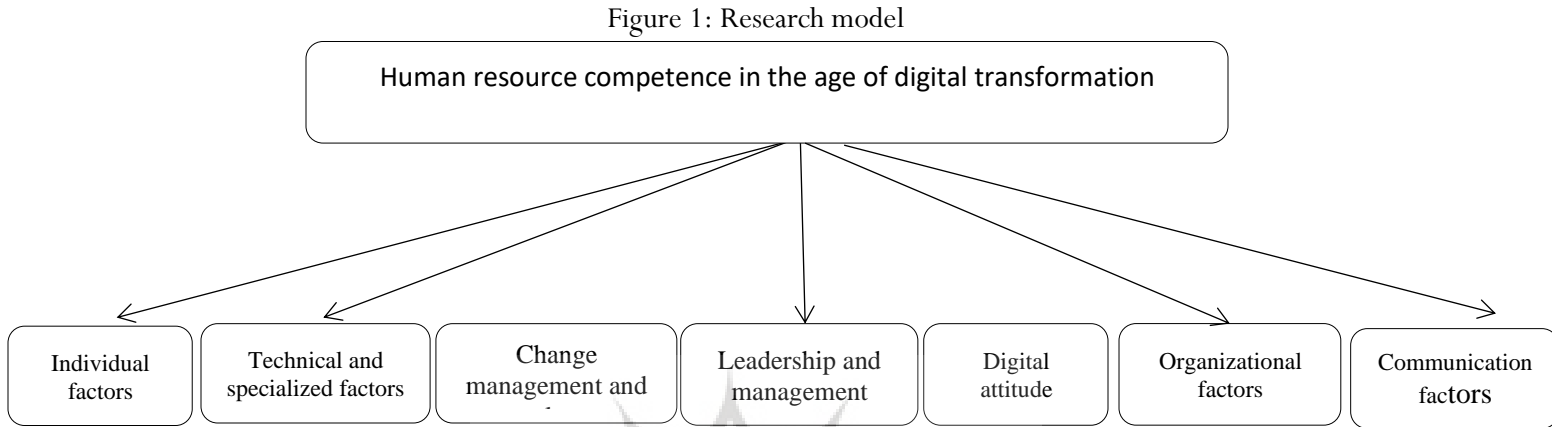 Figure 1: Research model
Human resource competence in the age of digital transformation
Individual
factors
Technical and
specialized factors
Change
management and
Leadership and
management
Digital
attitude
Organizational
factors
Communication
factors